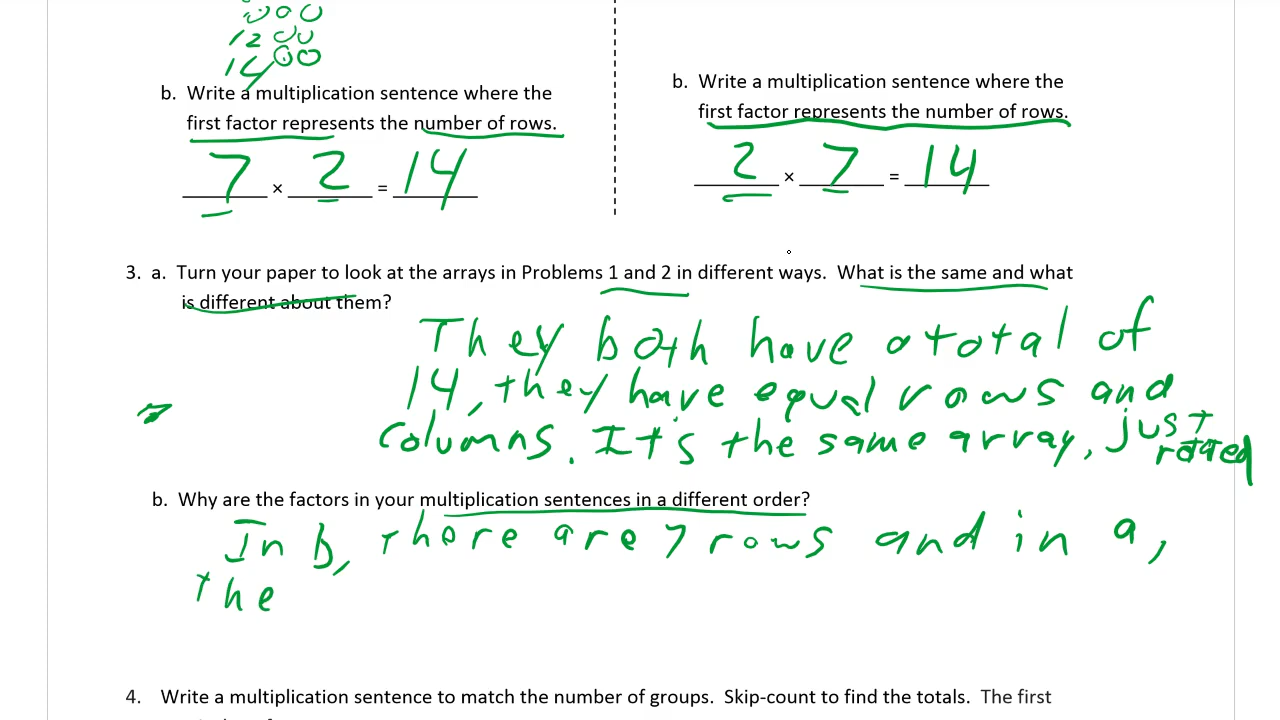 000
12 00
14 00
b. Write a multiplication sentence where the
first factor represents the number of rows.
7 × 2 = 14
b. Write a multiplication sentence where the
first factor represents the number of rows.
2 × 7 = 14
3. a. Turn your paper to look at the arrays in Problems 1 and 2 in different ways. What is the same and what
is different about them?
They both have a total of
14, they have equal rows and
columns. It's the same array, just
rotated
b. Why are the factors in your multiplication sentences in a different order?
In b, there are 7 rows and in a,
the
4. Write a multiplication sentence to match the number of groups. Skip-count to find the totals. The first